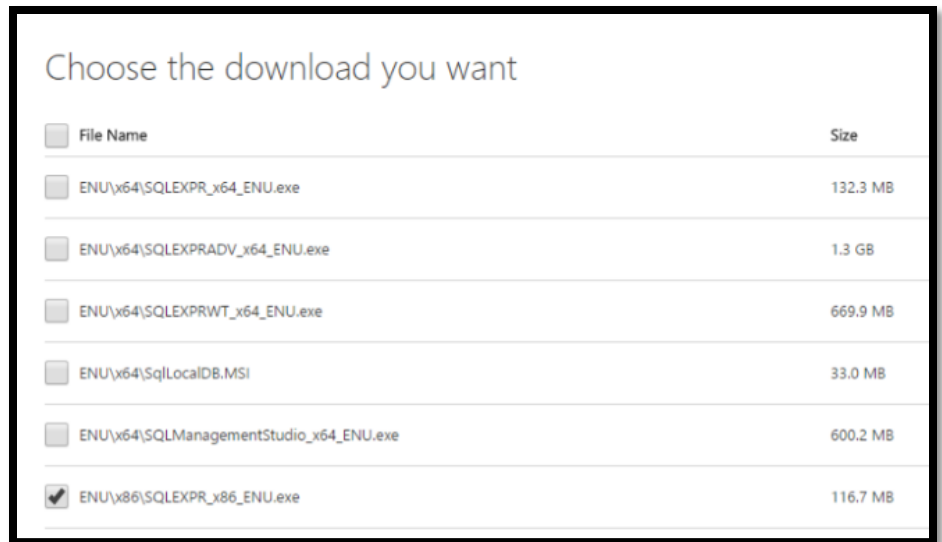 Choose the download you want
File Name Size
ENU\x64\SQLEXPR_x64_ENU.exe 132.3 MB
ENU\x64\SQLEXPRADV_x64_ENU.exe 1.3 GB
ENU\x64\SQLEXPRWT_x64_ENU.exe 669.9 MB
ENU\x64\SqlLocalDB.MSI 33.0 MB
ENU\x64\SQLManagementStudio_x64_ENU.exe 600.2 MB
ENU\x86\SQLEXPR_x86_ENU.exe 116.7 MB